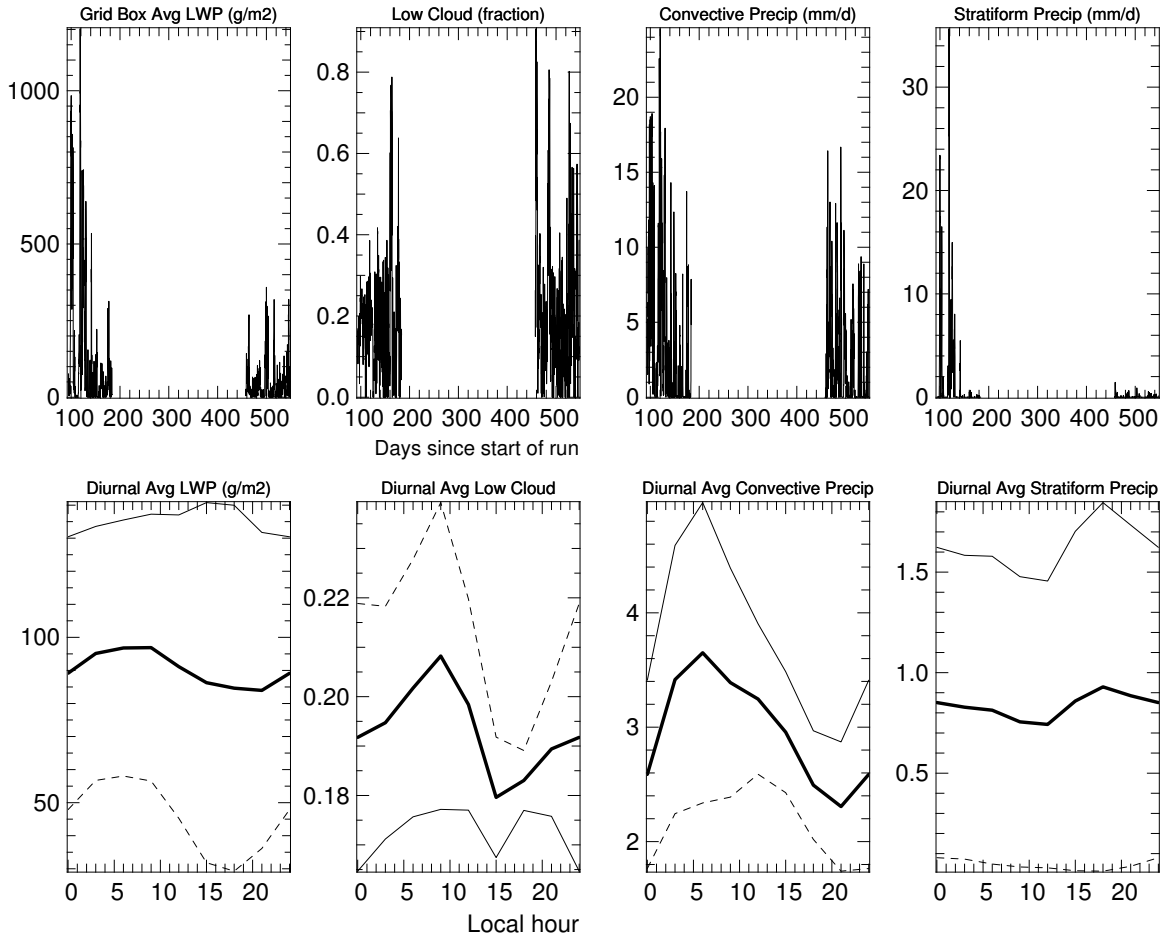 Grid Box Avg LWP (g/m2)
Low Cloud (fraction)
Convective Precip (mm/d)
Stratiform Precip (mm/d)
1000
500
0
100 200 300 400 500
0.8
0.6
0.4
0.2
0.0
100 200 300 400 500
20
15
10
5
0
100 200 300 400 500
30
20
10
0
100 200 300 400 500
Days since start of run
Diurnal Avg LWP (g/m2)
Diurnal Avg Low Cloud
Diurnal Avg Convective Precip
Diurnal Avg Stratiform Precip
100
50
0 5 10 15 20
0.22
0.20
0.18
0 5 10 15 20
4
3
2
0 5 10 15 20
1.5
1.0
0.5
0 5 10 15 20
Local hour